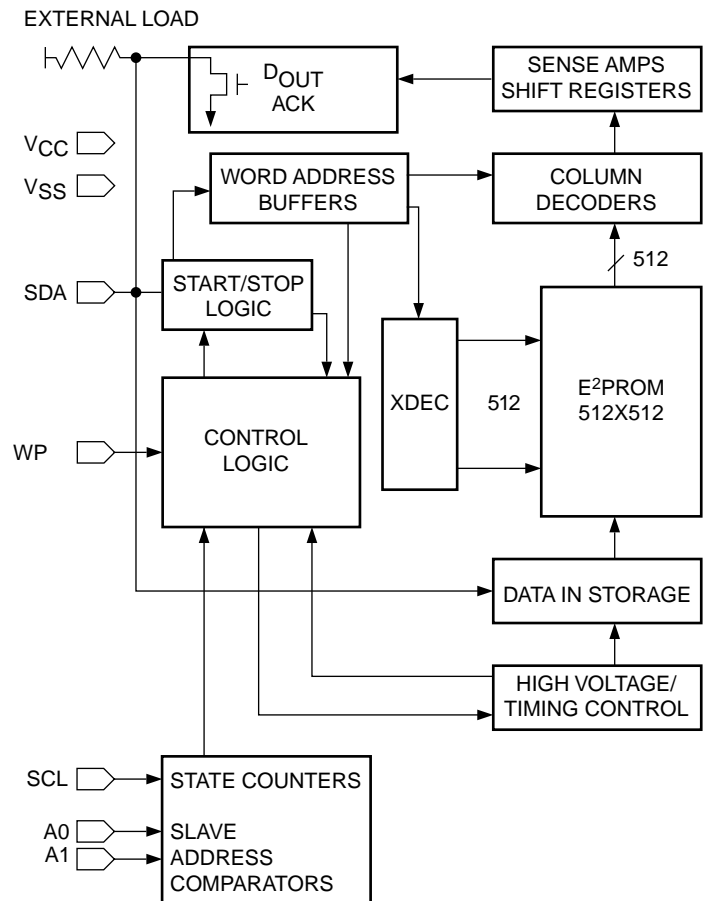 EXTERNAL LOAD
DOUT
ACK
SENSE AMPS
SHIFT REGISTERS
VCC
VSS
WORD ADDRESS
BUFFERS
COLUMN
DECODERS
512
SDA
START/STOP
LOGIC
XDEC
512
E2PROM
512X512
WP
CONTROL
LOGIC
DATA IN STORAGE
HIGH VOLTAGE/
TIMING CONTROL
SCL
STATE COUNTERS
A0
SLAVE
A1
ADDRESS
COMPARATORS